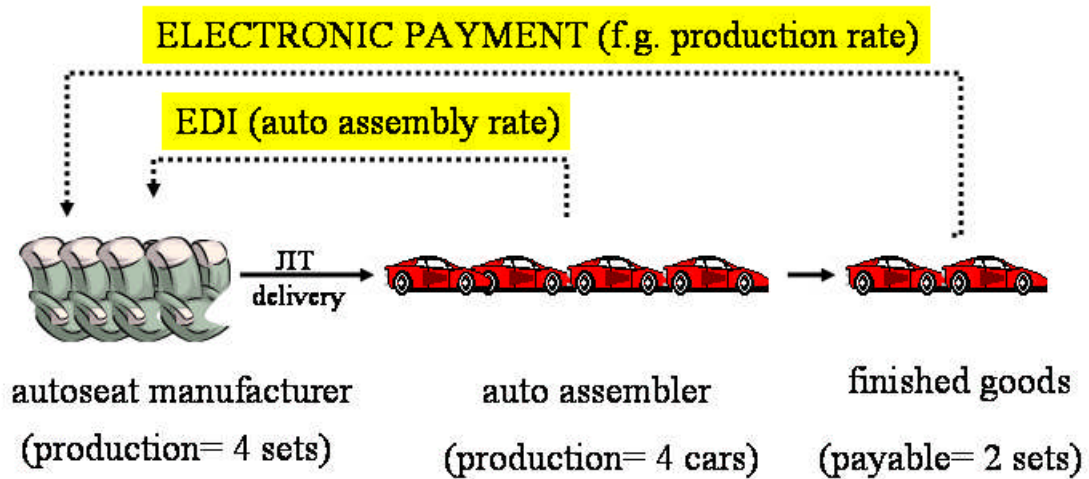 ELECTRONIC PAYMENT (f.g. production rate)
EDI (auto assembly rate)
JIT
delivery
autoseat manufacturer
(production= 4 sets)
auto assembler
(production= 4 cars)
finished goods
(payable= 2 sets)